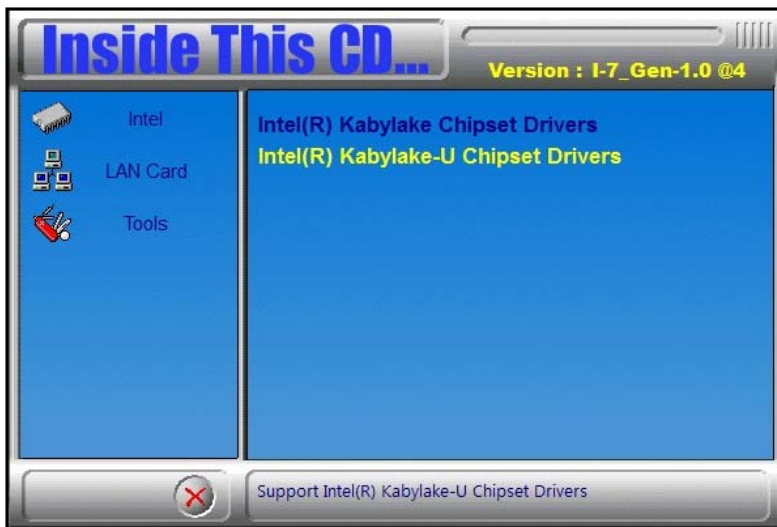 Inside This CD...
Version : I-7_Gen-1.0 @4
Intel
LAN Card
Tools
Intel(R) Kabylake Chipset Drivers
Intel(R) Kabylake-U Chipset Drivers
Support Intel(R) Kabylake-U Chipset Drivers